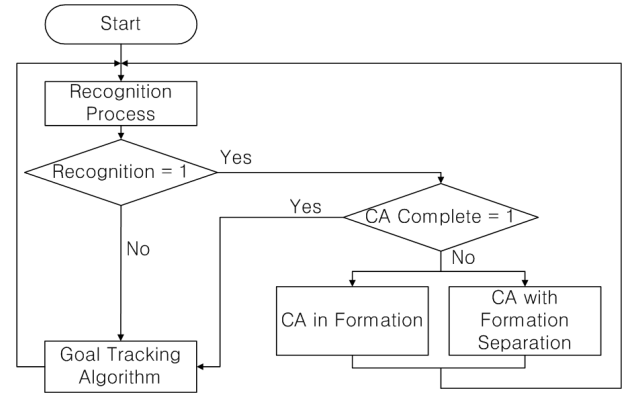 Start
Recognition
Process
Recognition = 1
Yes
No
CA Complete = 1
Yes
No
CA in Formation
CA with
Formation
Separation
Goal Tracking
Algorithm